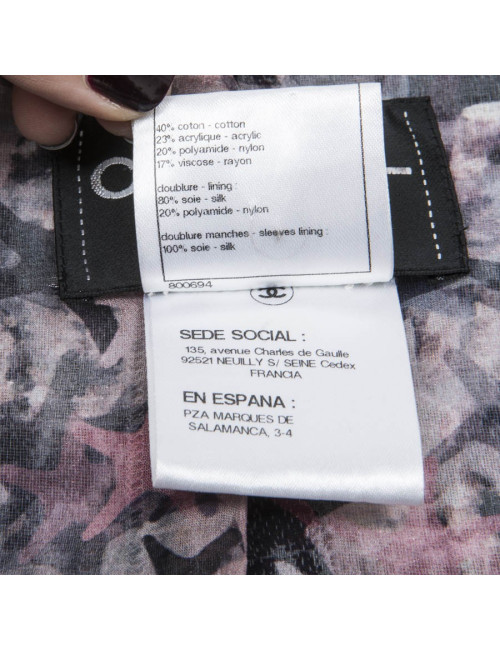 40% coton - cotton
23% acrylique - acrylic
20% polyamide - nylon
17% viscose - rayon
doublure - lining :
80% soie - silk
20% polyamide - nylon
doublure manches - sleeves lining :
100% soie - silk
800694
SEDE SOCIAL :
135, avenue Charles de Gaulle
92521 NEUILLY S/ SEINE Cedex
FRANCIA
EN ESPANA :
PZA MARQUES DE
SALAMANCA, 3-4